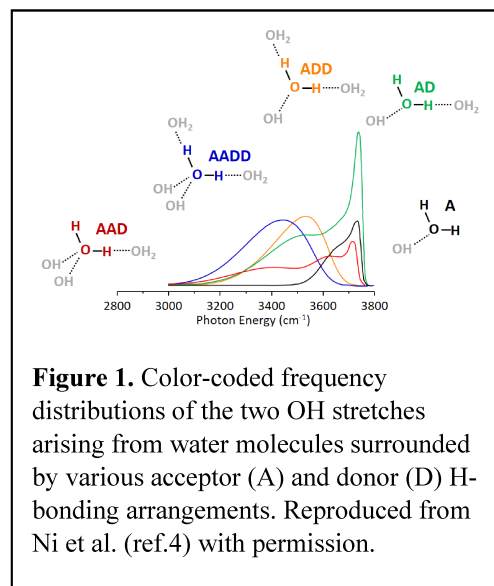 OH2
H
ADD
O H OH2
OH
OH2
H
AADD
O H OH2
OH
OH
H
AD
O H OH2
OH
H
A
O H
OH
H
AAD
O H OH2
OH
OH
2800 3000 3200 3400 3600 3800
Photon Energy (cm-1)
Figure 1. Color-coded frequency
distributions of the two OH stretches
arising from water molecules surrounded
by various acceptor (A) and donor (D) H-
bonding arrangements. Reproduced from
Ni et al. (ref.4) with permission.